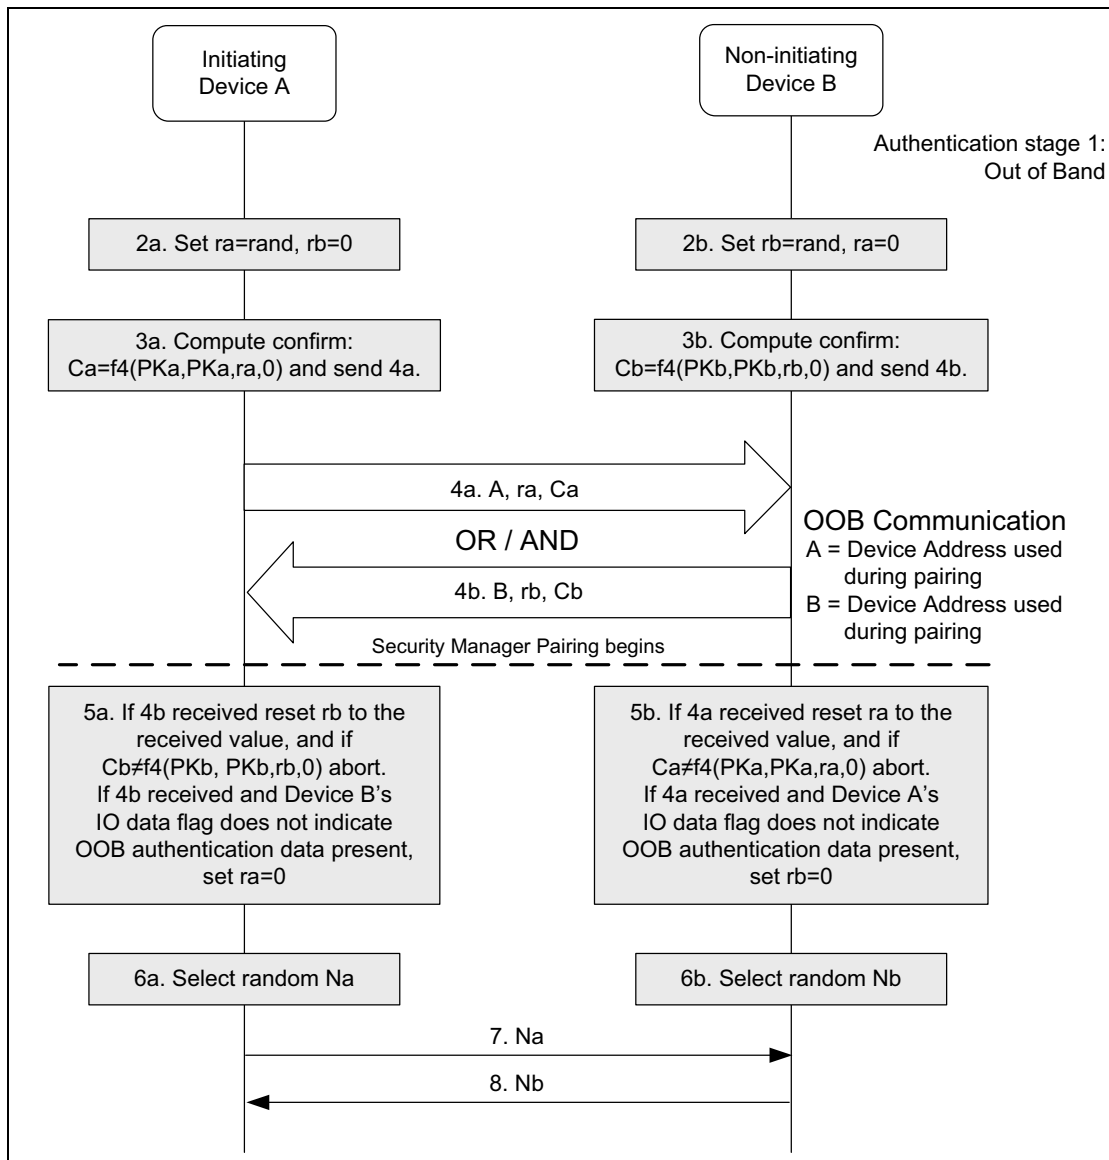 Initiating
Device A
Non-initiating
Device B
Authentication stage 1:
Out of Band
2a. Set ra=rand, rb=0
2b. Set rb=rand, ra=0
3a. Compute confirm:
Ca=f4(PKa,PKa,ra,0) and send 4a.
3b. Compute confirm:
Cb=f4(PKb,PKb,rb,0) and send 4b.
4a. A, ra, Ca
OR / AND
4b. B, rb, Cb
OOB Communication
A = Device Address used
during pairing
B = Device Address used
during pairing
Security Manager Pairing begins
5a. If 4b received reset rb to the
received value, and if
Cb≠f4(PKb, PKb,rb,0) abort.
If 4b received and Device B’s
IO data flag does not indicate
OOB authentication data present,
set ra=0
5b. If 4a received reset ra to the
received value, and if
Ca≠f4(PKa,PKa,ra,0) abort.
If 4a received and Device A’s
IO data flag does not indicate
OOB authentication data present,
set rb=0
6a. Select random Na
6b. Select random Nb
7. Na
8. Nb